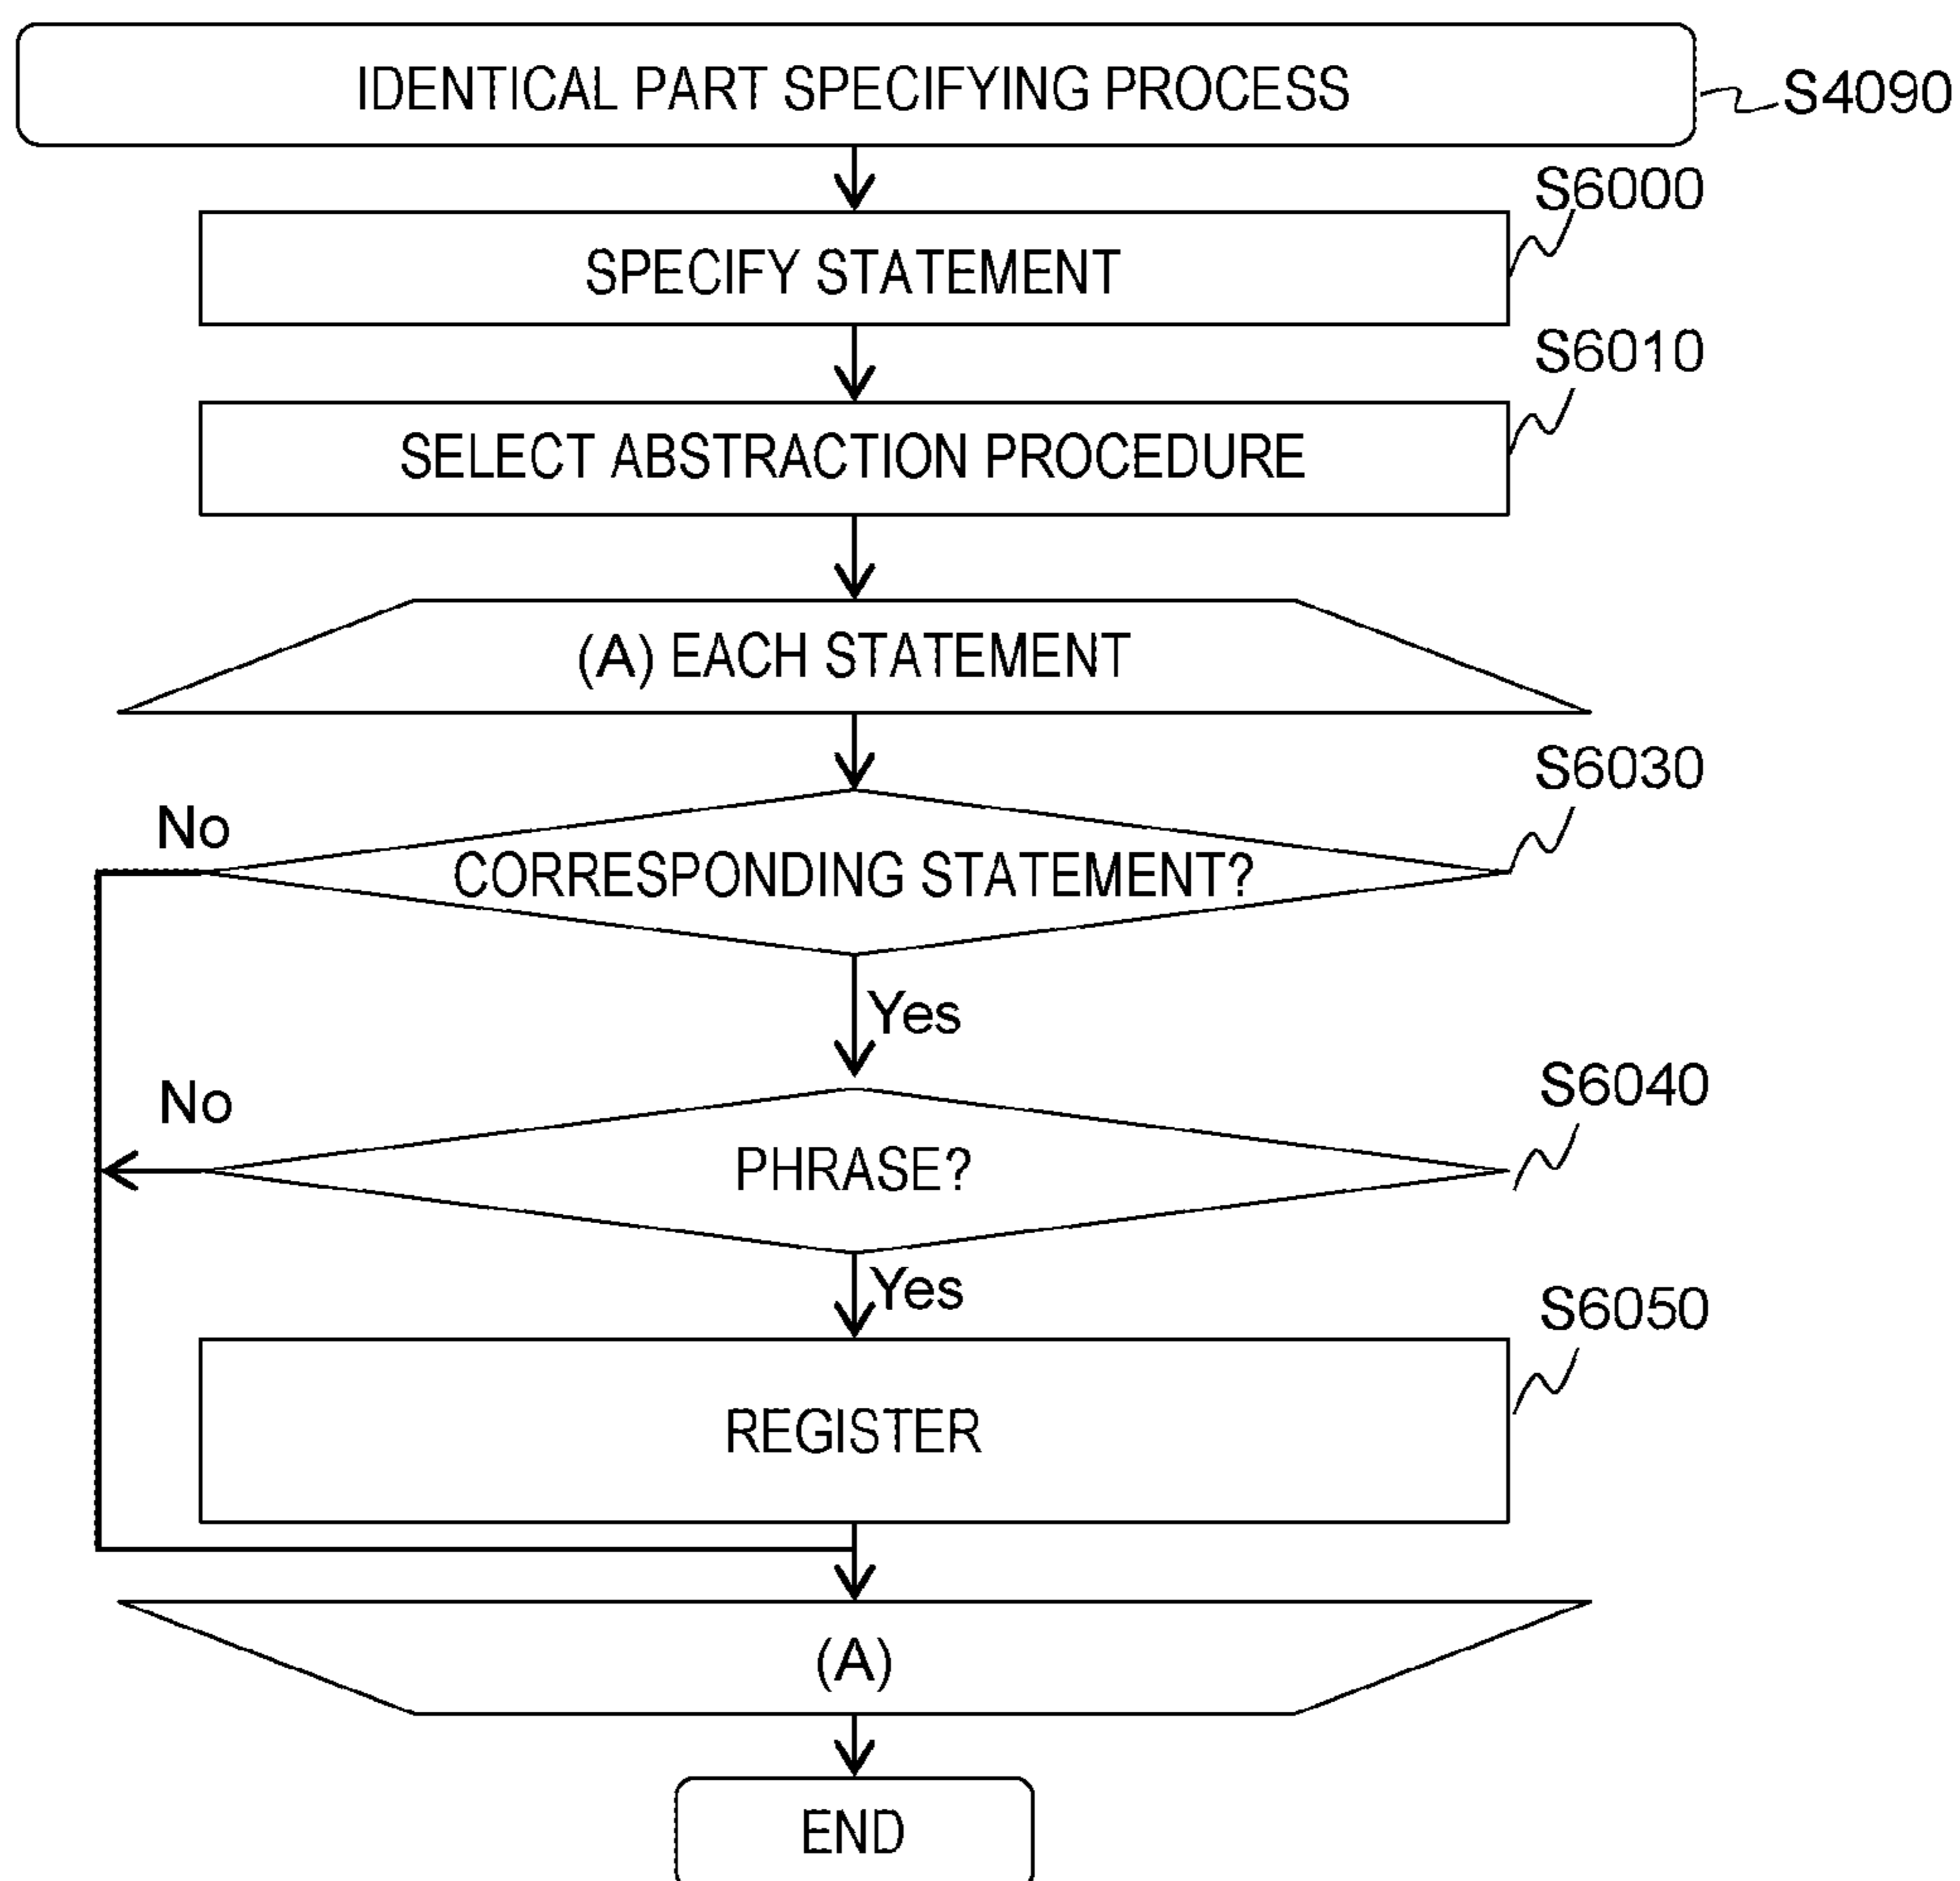 IDENTICAL PART SPECIFYING PROCESS
S4090
S6000
SPECIFY STATEMENT
S6010
SELECT ABSTRACTION PROCEDURE
(A) EACH STATEMENT
S6030
No
CORRESPONDING STATEMENT?
Yes
S6040
No
PHRASE?
Yes
S6050
REGISTER
(A)
END